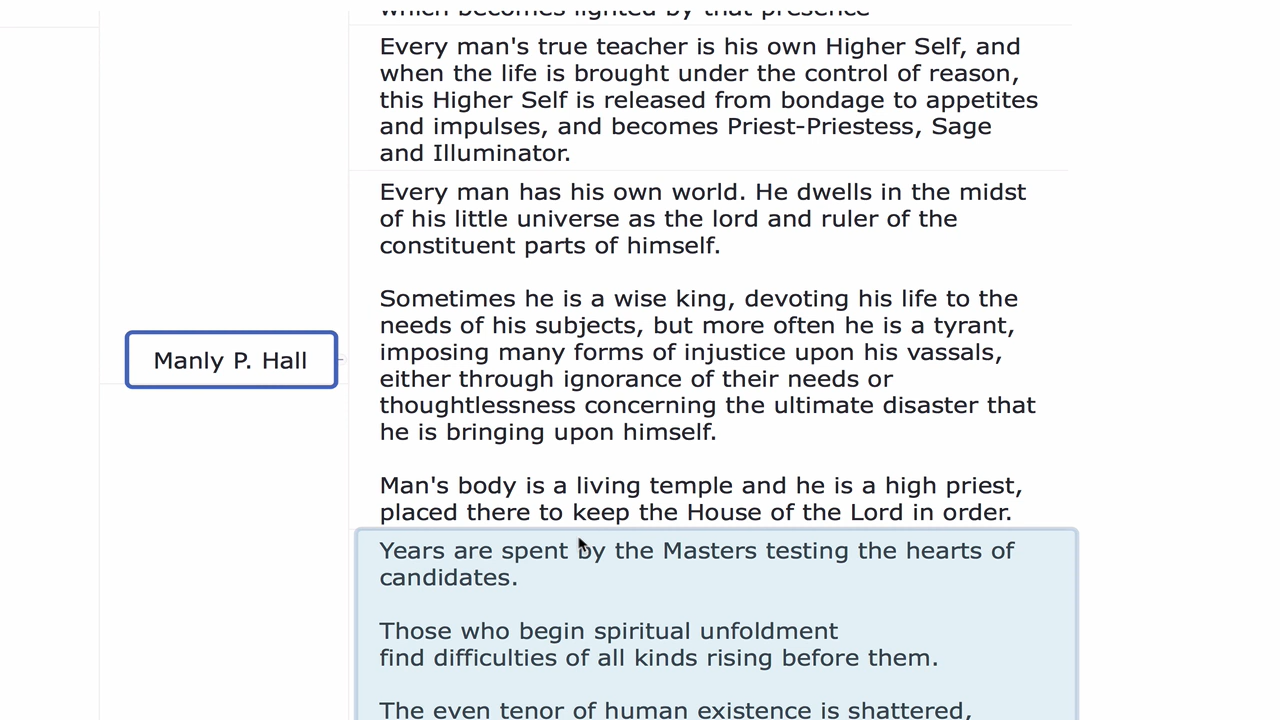 which becomes lighted by that presence
Every man's true teacher is his own Higher Self, and
when the life is brought under the control of reason,
this Higher Self is released from bondage to appetites
and impulses, and becomes Priest-Priestess, Sage
and Illuminator.
Every man has his own world. He dwells in the midst
of his little universe as the lord and ruler of the
constituent parts of himself.
Sometimes he is a wise king, devoting his life to the
needs of his subjects, but more often he is a tyrant,
imposing many forms of injustice upon his vassals,
either through ignorance of their needs or
thoughtlessness concerning the ultimate disaster that
he is bringing upon himself.
Man's body is a living temple and he is a high priest,
placed there to keep the House of the Lord in order.
Manly P. Hall
Years are spent by the Masters testing the hearts of
candidates.
Those who begin spiritual unfoldment
find difficulties of all kinds rising before them.
The even tenor of human existence is shattered,